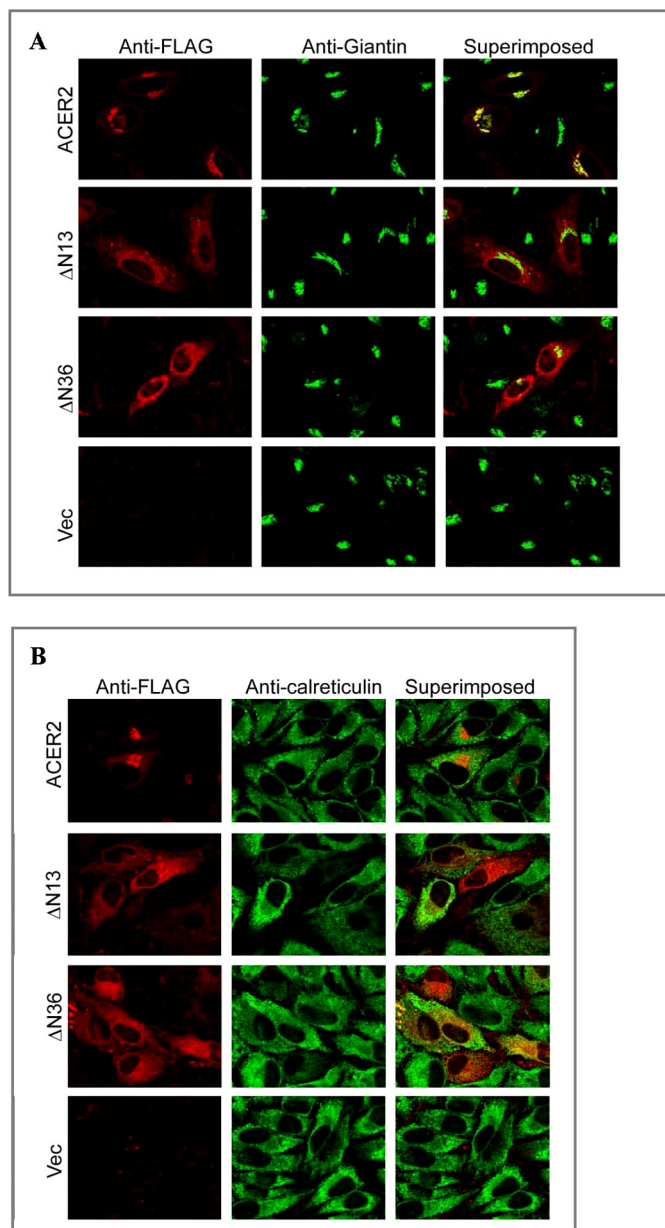 A
Anti-FLAG Anti-Giantin Superimposed
ACER2
ΔN13
ΔN36
Vec
B
Anti-FLAG Anti-calreticulin Superimposed
ACER2
ΔN13
ΔN36
Vec